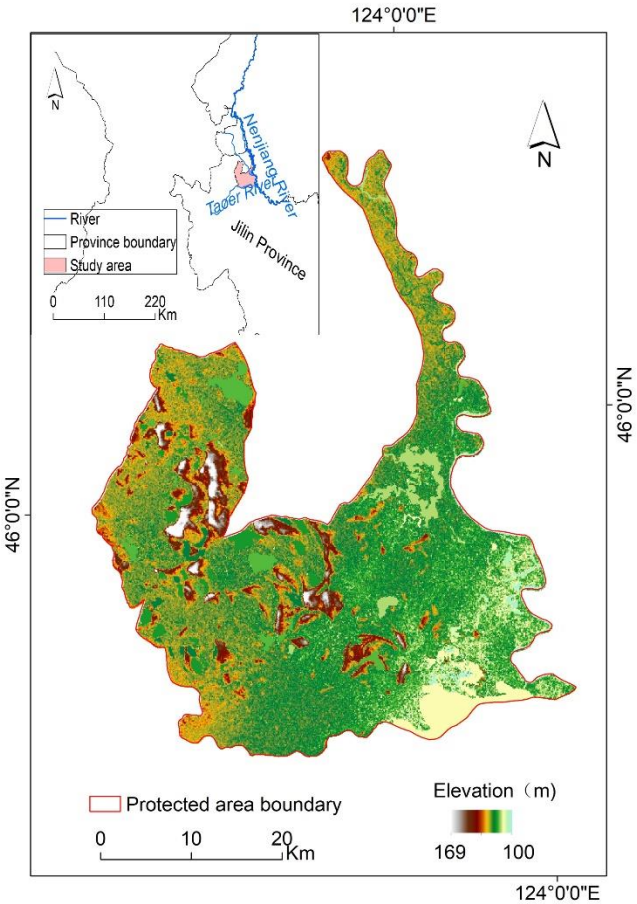 124°0'0"E
N
Nenjiang River
Taoer River
Jilin Province
River
Province boundary
Study area
0 110 220
Km
N
46°0'0"N
46°0'0"N
Protected area boundary
0 10 20
Km
Elevation（m）
169 100
124°0'0"E